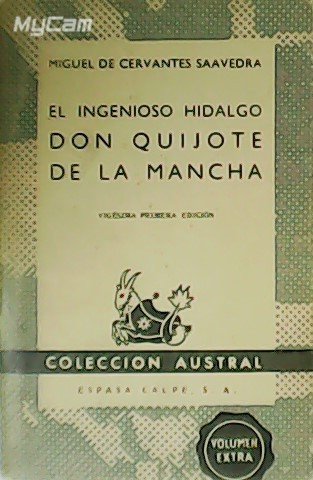 MyCam
MIGUEL DE CERVANTES SAAVEDRA
EL INGENIOSO HIDALGO
DON QUIJOTE
DE LA MANCHA
VIGÉSIMA PRIMERA EDICIÓN
COLECCION AUSTRAL
ESPASA CALPE, S. A.
VOLUMEN
EXTRA